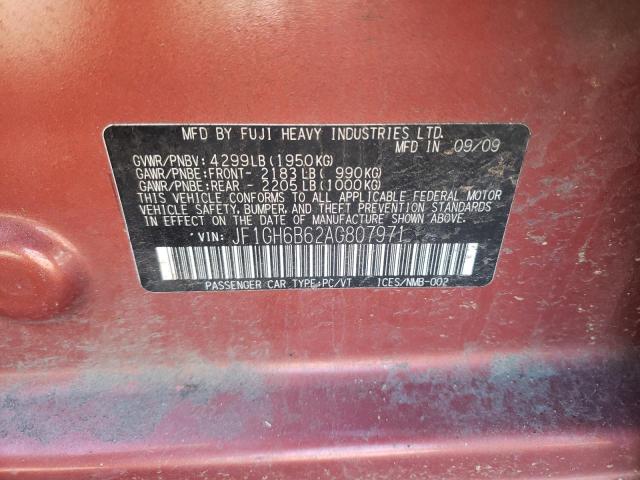 MFD BY FUJI HEAVY INDUSTRIES LTD.
MFD IN 09/09
GVWR/PNBV: 4299LB(1950KG)
GAWR/PNBE:FRONT- 2183LB( 990KG)
GAWR/PNBE:REAR - 2205LB(1000KG)
THIS VEHICLE CONFORMS TO ALL APPLICABLE FEDERAL MOTOR
VEHICLE SAFETY, BUMPER, AND THEFT PREVENTION STANDARDS
IN EFFECT ON THE DATE OF MANUFACTURE SHOWN ABOVE.
VIN: JF1GH6B62AG807971
PASSENGER CAR TYPE:PC/VT ICES/NMB-002